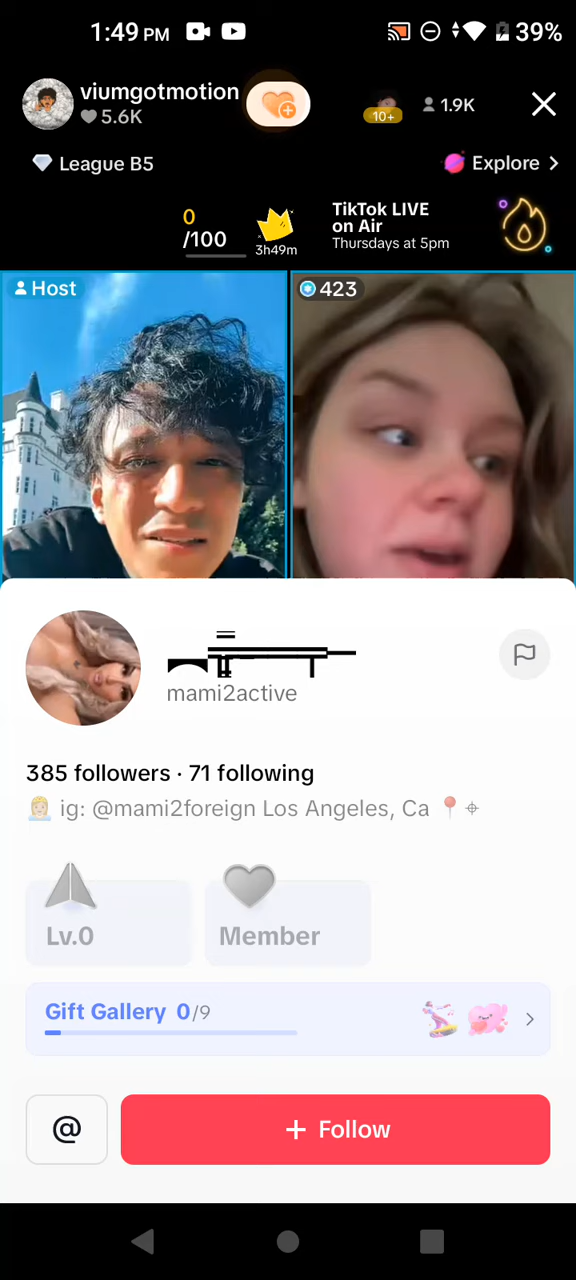 1:49 PM
39%
viumgotmotion
5.6K
10+
1.9K
League B5
Explore >
0
/100
3h49m
TikTok LIVE
on Air
Thursdays at 5pm
Host
423
mami2active
385 followers · 71 following
ig: @mami2foreign Los Angeles, Ca
Lv.0
Member
Gift Gallery 0/9
@
+ Follow